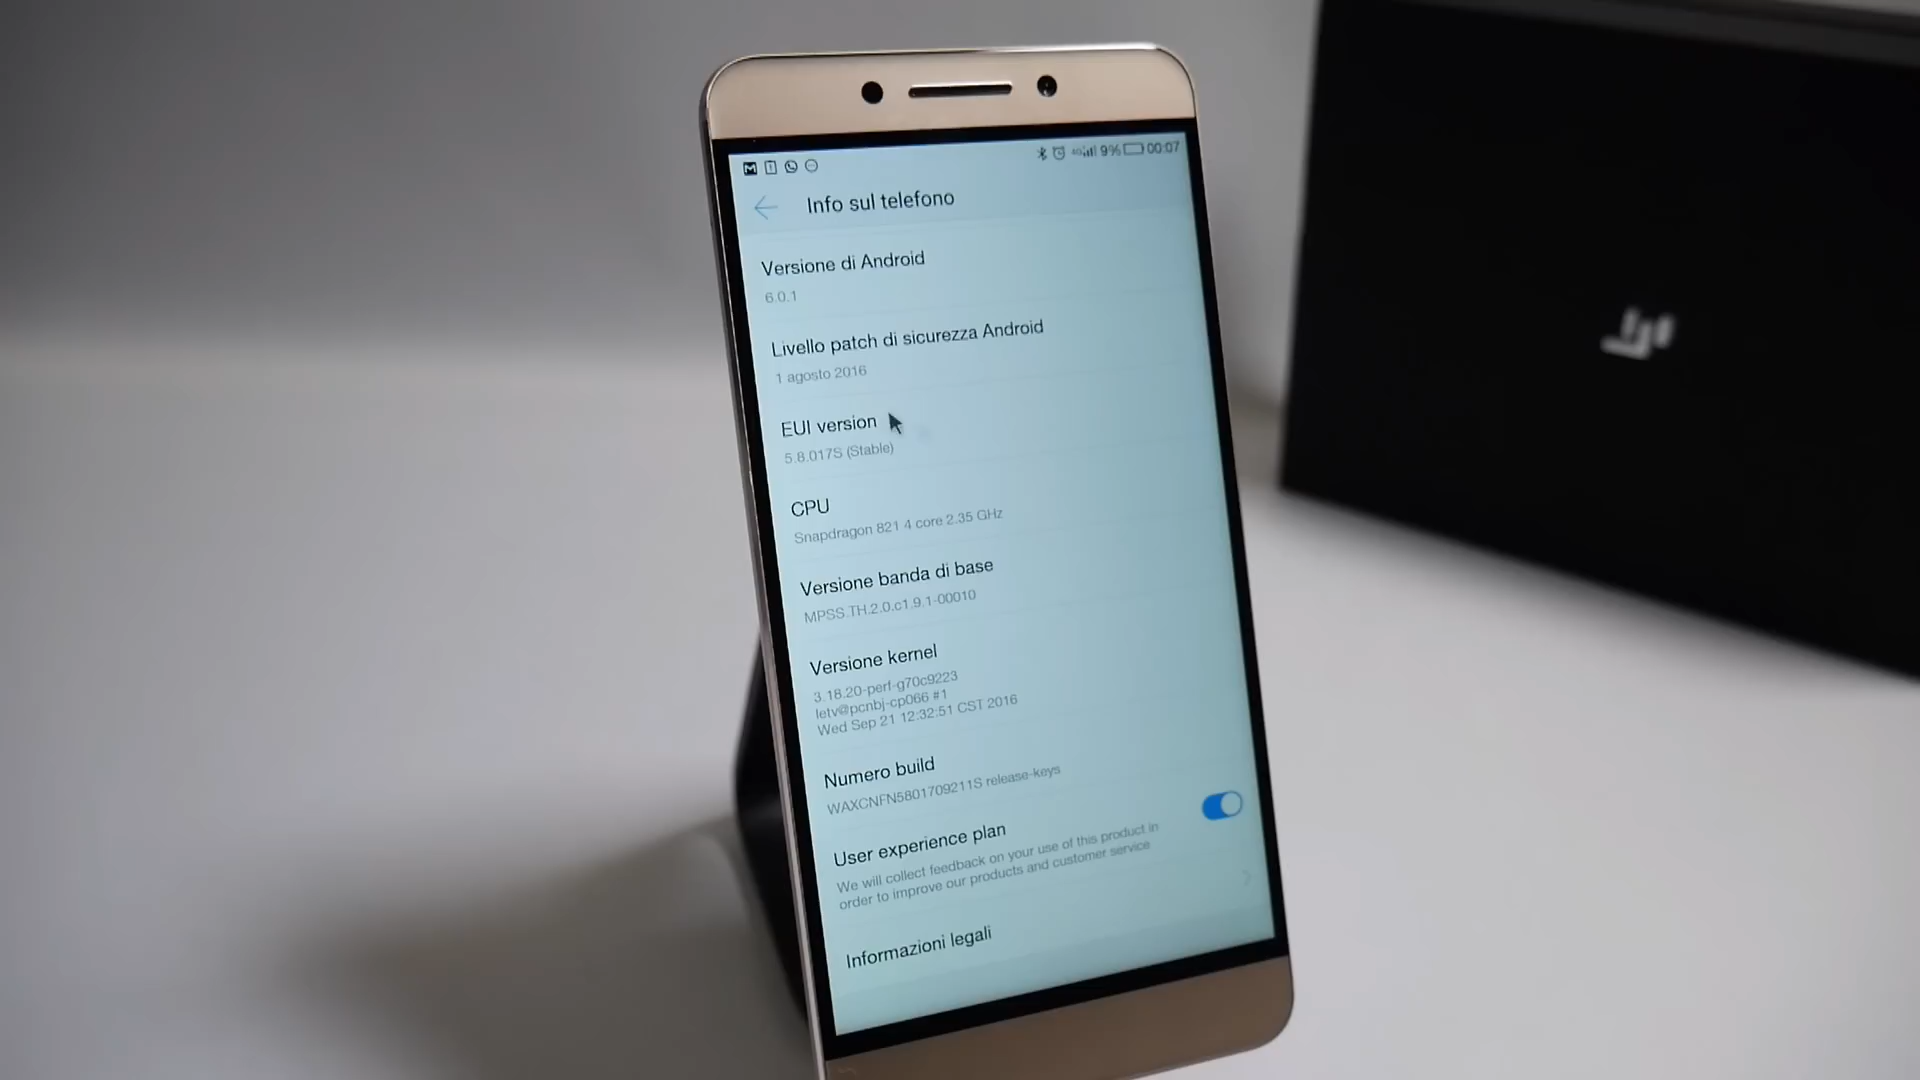 9% 00:07
Info sul telefono
Versione di Android
6.0.1
Livello patch di sicurezza Android
1 agosto 2016
EUI version
5.8.017S (Stable)
CPU
Snapdragon 821 4 core 2.35 GHz
Versione banda di base
MPSS.TH.2.0.c1.9.1-00010
Versione kernel
3.18.20-perf-g70c9223
letv@pcnbj-cp066 #1
Wed Sep 21 12:32:51 CST 2016
Numero build
WAXCNFN5801709211S release-keys
User experience plan
We will collect feedback on your use of this product in
order to improve our products and customer service
Informazioni legali